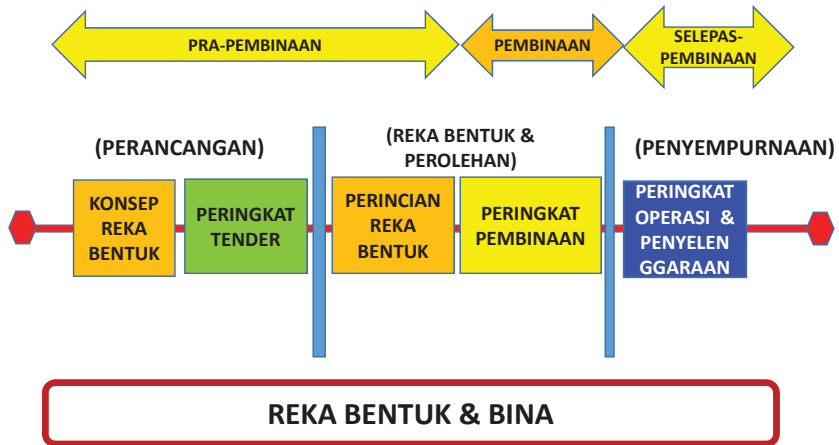 PRA-PEMBINAAN
PEMBINAAN
SELEPAS-
PEMBINAAN
(PERANCANGAN)
(REKA BENTUK &
PEROLEHAN)
(PENYEMPURNAAN)
KONSEP
REKA
BENTUK
PERINGKAT
TENDER
PERINCIAN
REKA
BENTUK
PERINGKAT
PEMBINAAN
PERINGKAT
OPERASI &
PENYELEN
GGARAAN
REKA BENTUK & BINA